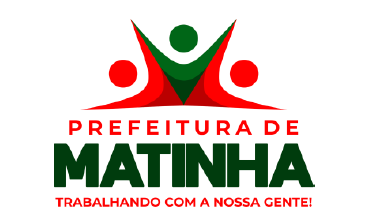 PREFEITURA DE
MATINHA
TRABALHANDO COM A NOSSA GENTE!